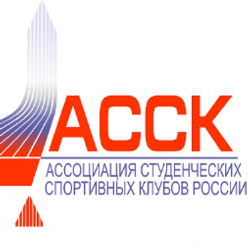 АССК
АССОЦИАЦИЯ СТУДЕНЧЕСКИХ
СПОРТИВНЫХ КЛУБОВ РОССИИ